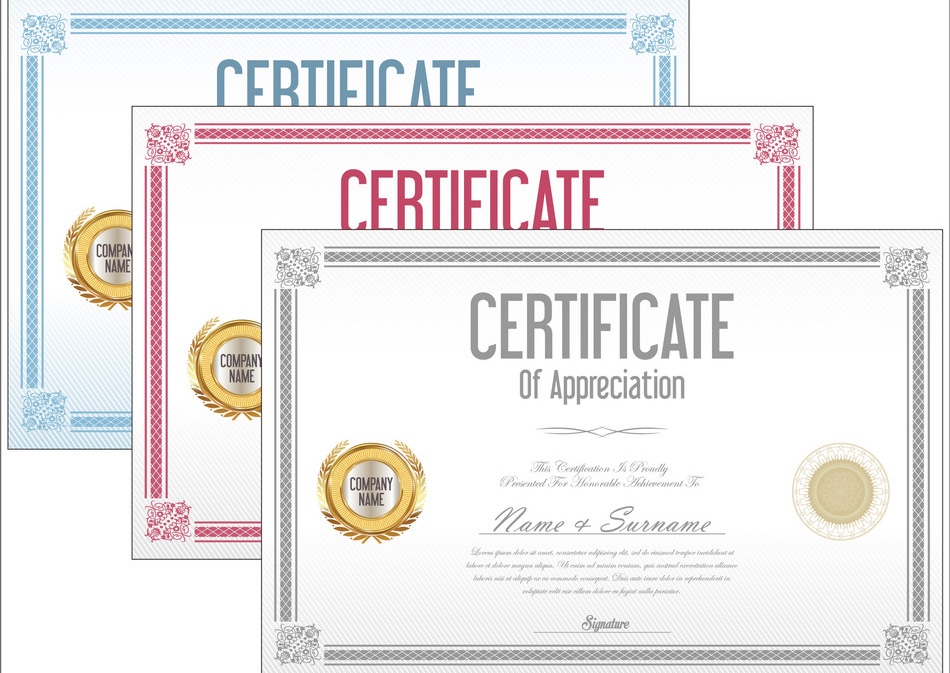 CERTIFICATE
COMPAN
NAME
CERTIFICATE
COMPANY
NAME
CERTIFICATE
Of Appreciation
This Certification Is Proudly
Presented For Honorable Achievement To
COMPANY
NAME
Name & Surname
Lorem ipsum dolor sit amet, consectetur adipisicing elit, sed do eiusmod tempor incididunt ut
labore et dolore magna aliqua. Ut enim ad minim veniam, quis nostrud exercitation ullamco
laboris nisi ut aliquip ex ea commodo consequat. Duis aute irure dolor in reprehenderit in
voluptate velit esse cillum dolore eu fugiat nulla pariatur.
Signature